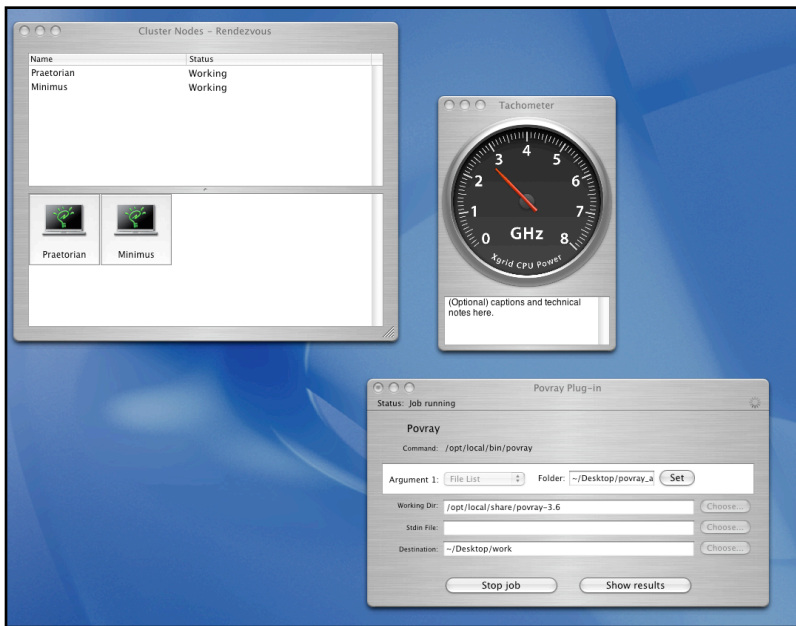 Cluster Nodes – Rendezvous
Name Status
Praetorian Working
Minimus Working
Praetorian Minimus
Tachometer
0 1 2 3 4 5 6 7 8
GHz
Xgrid CPU Power
(Optional) captions and technical
notes here.
Povray Plug-in
Status: Job running
Povray
Command: /opt/local/bin/povray
Argument 1: File List Folder: ~/Desktop/povray_a Set
Working Dir: /opt/local/share/povray-3.6 Choose...
Stdin File: Choose...
Destination: ~/Desktop/work Choose...
Stop job Show results